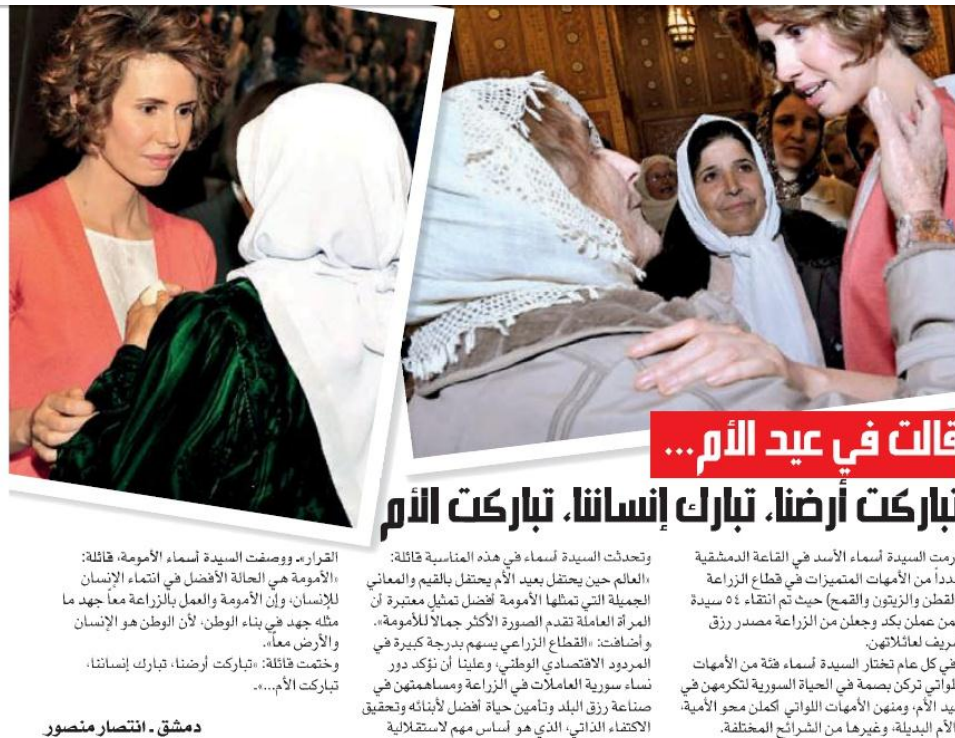 قالت في عيد الأم...
تباركت أرضنا، تبارك إنساننا، تباركت الأم
رمت السيدة أسماء الأسد في القاعة الدمشقية
دداً من الأمهات المتميزات في قطاع الزراعة
لقطن والزيتون والقمح) حيث تم انتقاء ٥٤ سيدة
من عملن بكد وجعلن من الزراعة مصدر رزق
ريف لعائلاتهن.
في كل عام تختار السيدة أسماء فئة من الأمهات
لواتي تركن بصمة في الحياة السورية لتكرمهن في
يد الأم، ومنهن الأمهات اللواتي أكملن محو الأمية،
الأم البديلة، وغيرها من الشرائح المختلفة.
وتحدثت السيدة أسماء في هذه المناسبة قائلة:
«العالم حين يحتفل بعيد الأم يحتفل بالقيم والمعاني
الجميلة التي تمثلها الأمومة أفضل تمثيل معتبرة أن
المرأة العاملة تقدم الصورة الأكثر جمالاً للأمومة».
وأضافت: «القطاع الزراعي يسهم بدرجة كبيرة في
المردود الاقتصادي الوطني، وعلينا أن نؤكد دور
نساء سورية العاملات في الزراعة ومساهمتهن في
صناعة رزق البلد وتأمين حياة أفضل لأبنائه وتحقيق
الاكتفاء الذاتي، الذي هو أساس مهم لاستقلالية
القرار». ووصفت السيدة أسماء الأمومة، قائلة:
«الأمومة هي الحالة الأفضل في انتماء الإنسان
للإنسان، وإن الأمومة والعمل بالزراعة معاً جهد ما
مثله جهد في بناء الوطن، لأن الوطن هو الإنسان
والأرض معاً».
وختمت قائلة: «تباركت أرضنا، تبارك إنساننا،
تباركت الأم...».
دمشق ـ انتصار منصور